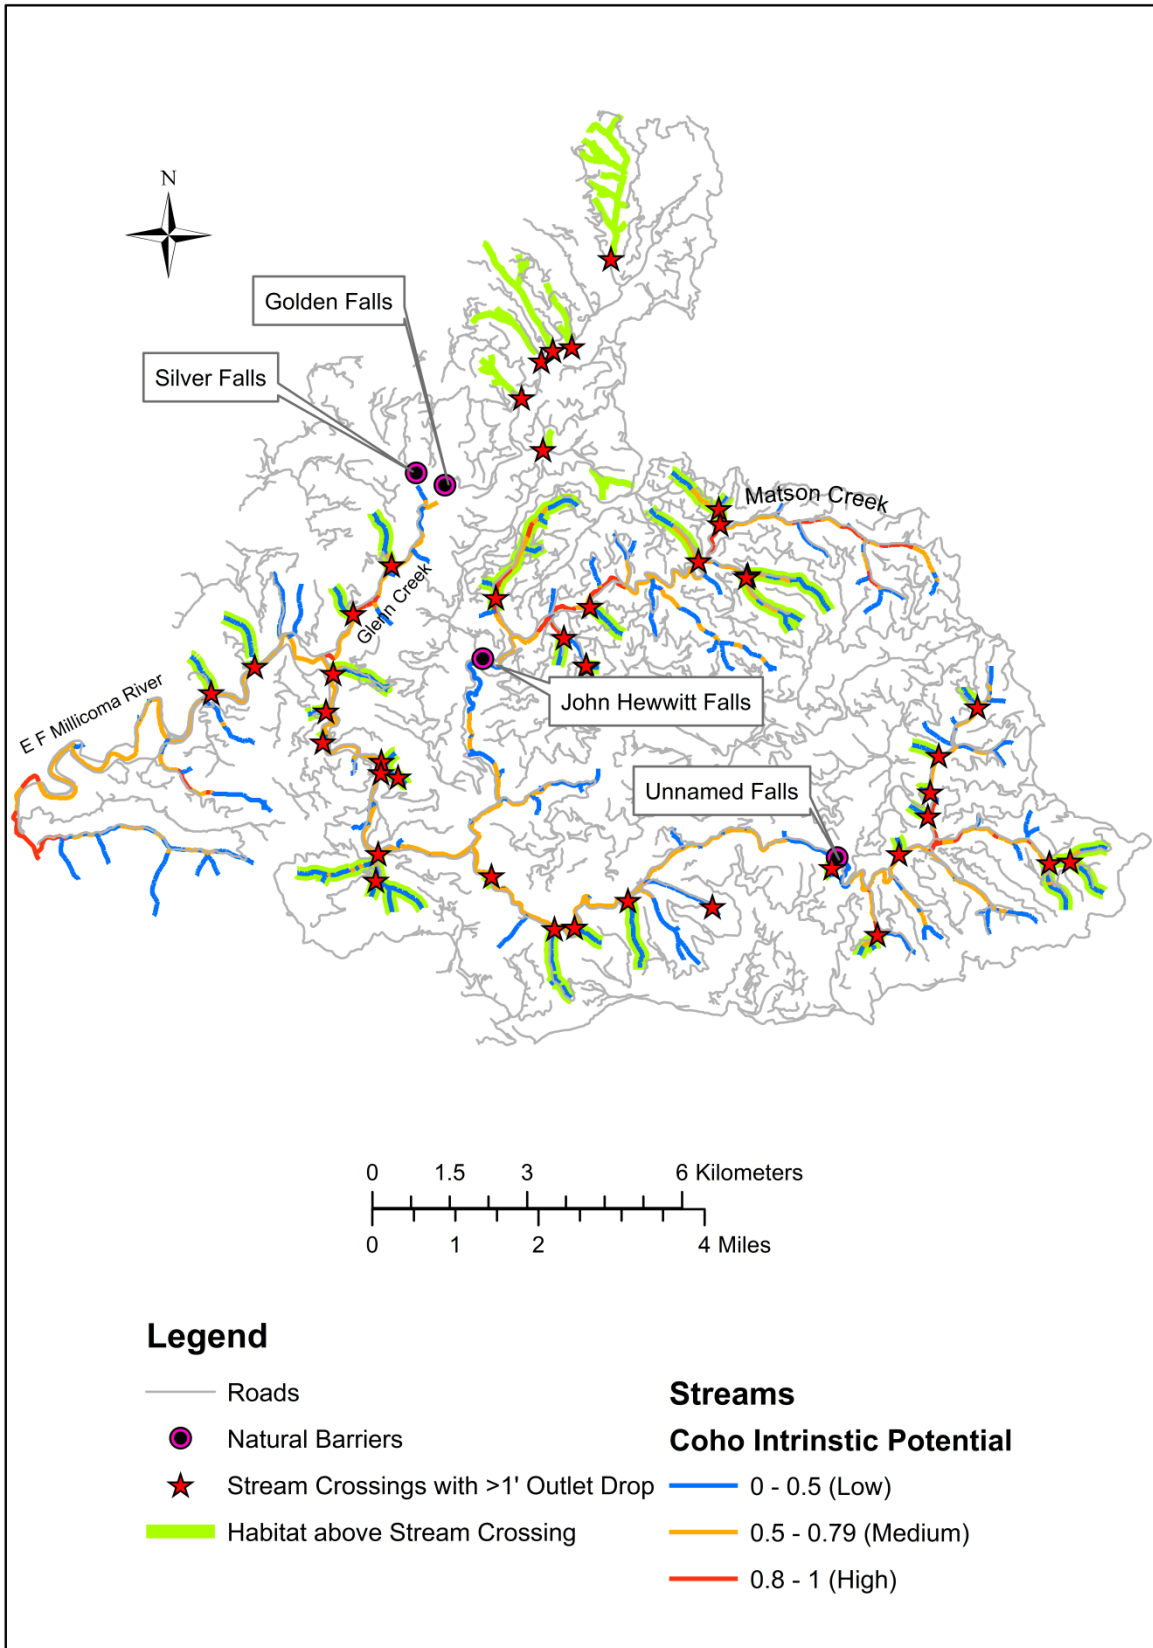 N
Golden Falls
Silver Falls
Matson Creek
Glenn Creek
E F Millicoma River
John Hewwitt Falls
Unnamed Falls
0 1.5 3 6 Kilometers
0 1 2 4 Miles
Legend
Roads
Natural Barriers
Stream Crossings with >1' Outlet Drop
Habitat above Stream Crossing
Streams
Coho Intrinstic Potential
0 - 0.5 (Low)
0.5 - 0.79 (Medium)
0.8 - 1 (High)